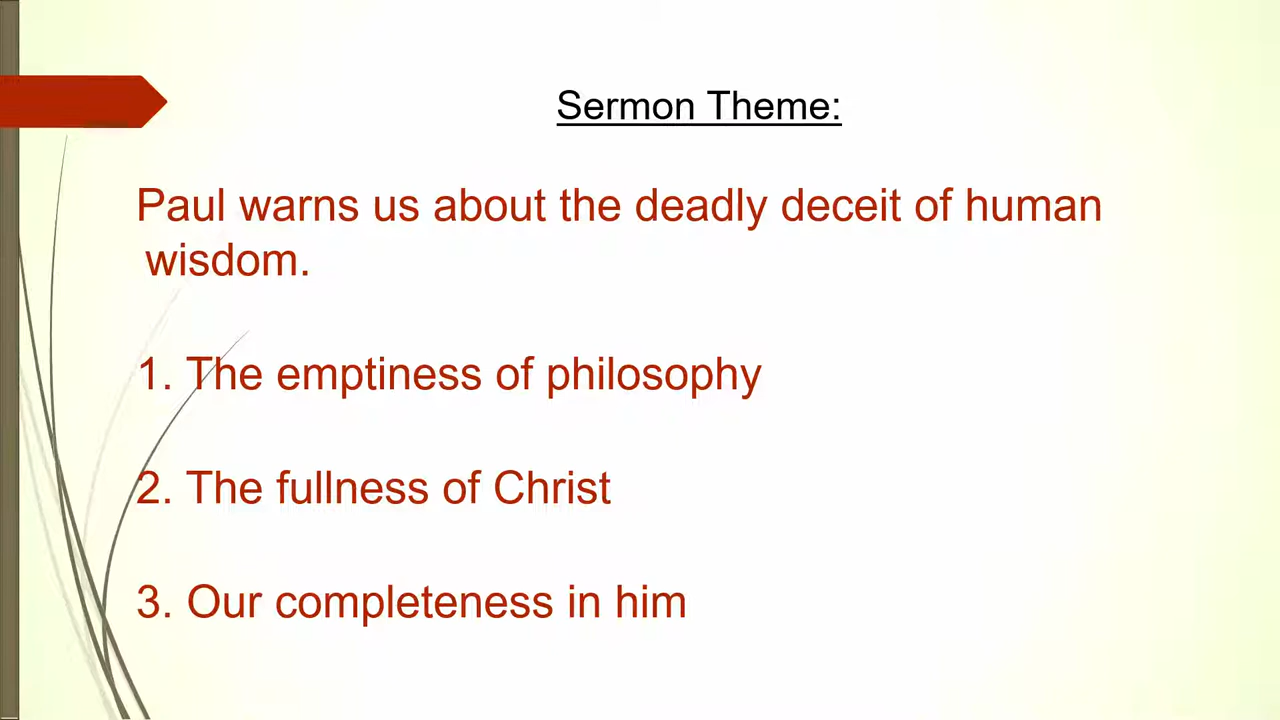 Sermon Theme:
Paul warns us about the deadly deceit of human
wisdom.
1. The emptiness of philosophy
2. The fullness of Christ
3. Our completeness in him